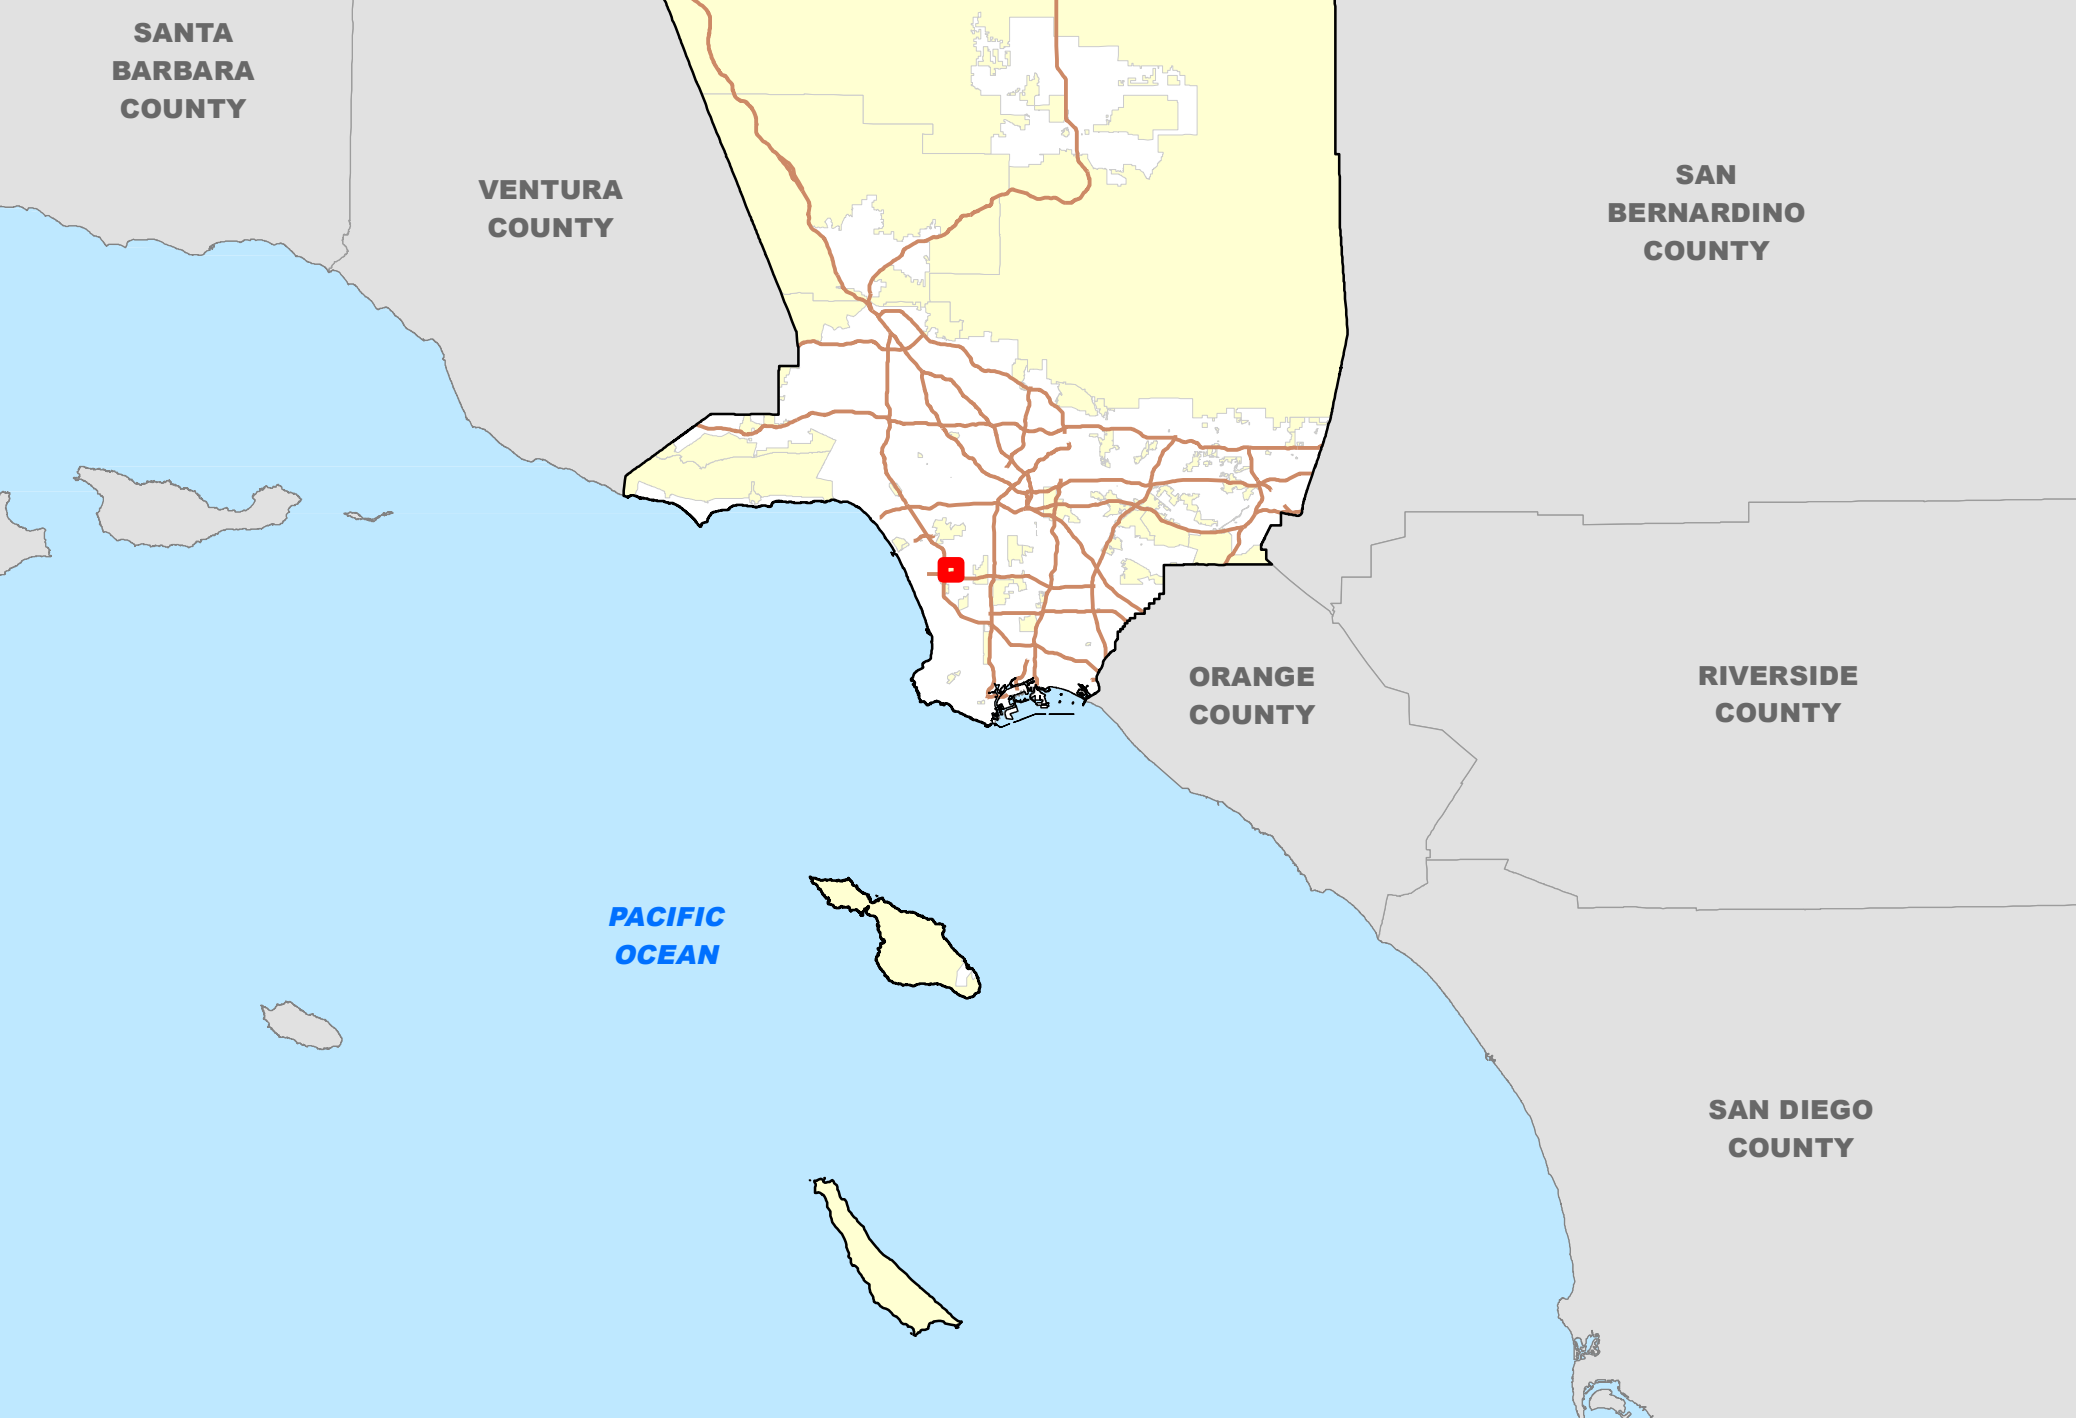 SANTA
BARBARA
COUNTY
VENTURA
COUNTY
SAN
BERNARDINO
COUNTY
ORANGE
COUNTY
RIVERSIDE
COUNTY
PACIFIC
OCEAN
SAN DIEGO
COUNTY